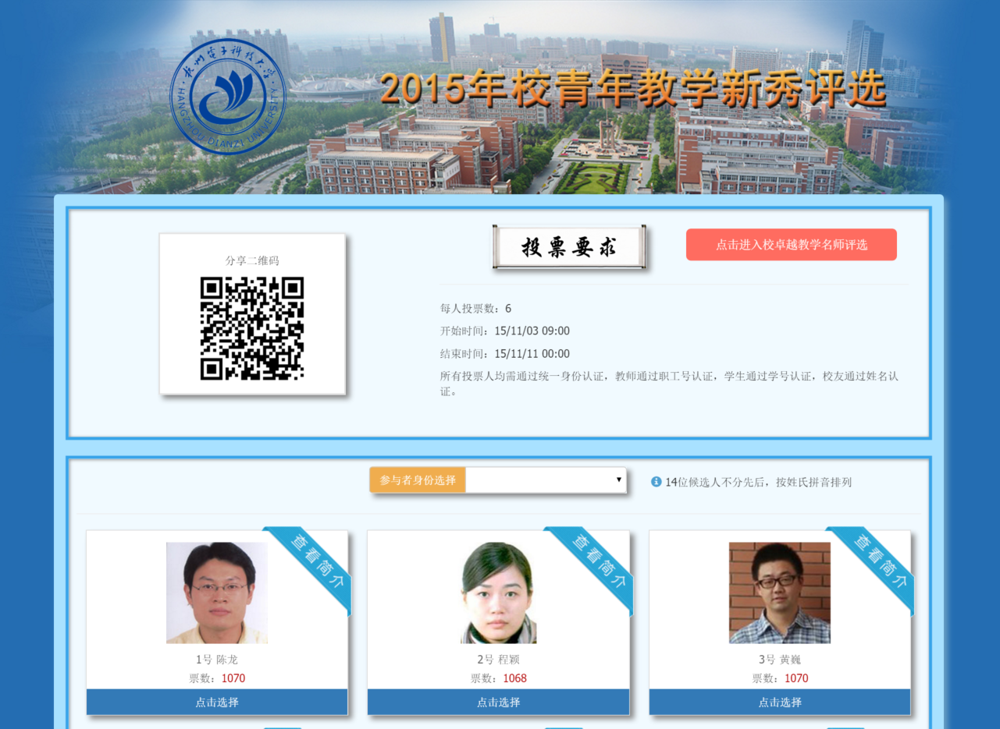 杭州电子科技大学
HANGZHOU DIANZI UNIVERSITY
2015年校青年教学新秀评选
分享二维码
投票要求
点击进入校卓越教学名师评选
每人投票数：6
开始时间：15/11/03 09:00
结束时间：15/11/11 00:00
所有投票人均需通过统一身份认证，教师通过职工号认证，学生通过学号认证，校友通过姓名认
证。
参与者身份选择
14位候选人不分先后，按姓氏拼音排列
查看简介
查看简介
查看简介
1号 陈龙
2号 程颖
3号 黄巍
票数：1070
票数：1068
票数：1070
点击选择
点击选择
点击选择